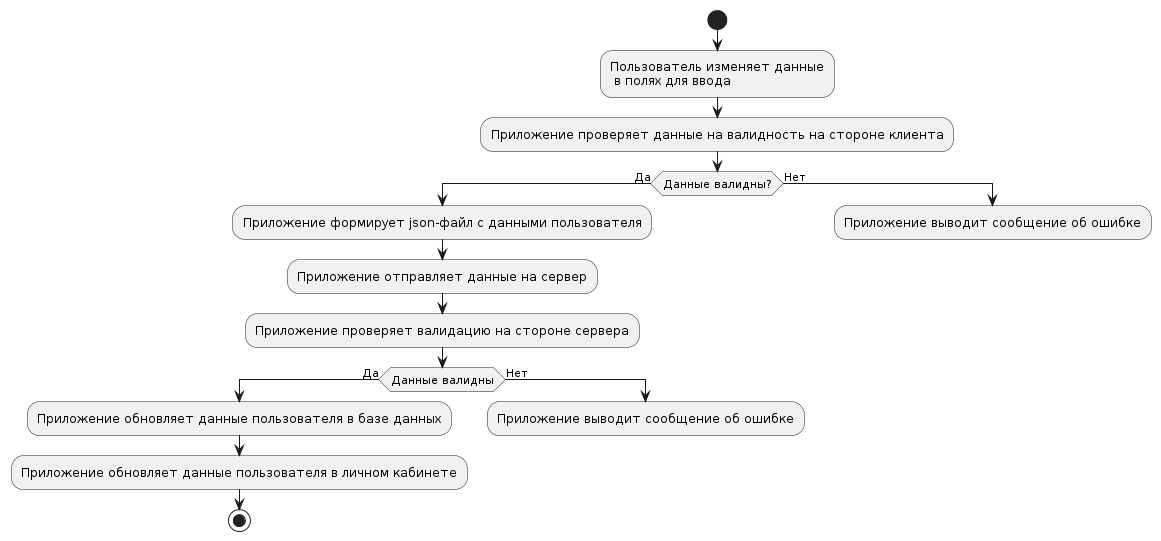 Пользователь изменяет данные
в полях для ввода
Приложение проверяет данные на валидность на стороне клиента
Да
Данные валидны?
Нет
Приложение формирует json-файл с данными пользователя
Приложение выводит сообщение об ошибке
Приложение отправляет данные на сервер
Приложение проверяет валидацию на стороне сервера
Да
Данные валидны
Нет
Приложение обновляет данные пользователя в базе данных
Приложение выводит сообщение об ошибке
Приложение обновляет данные пользователя в личном кабинете